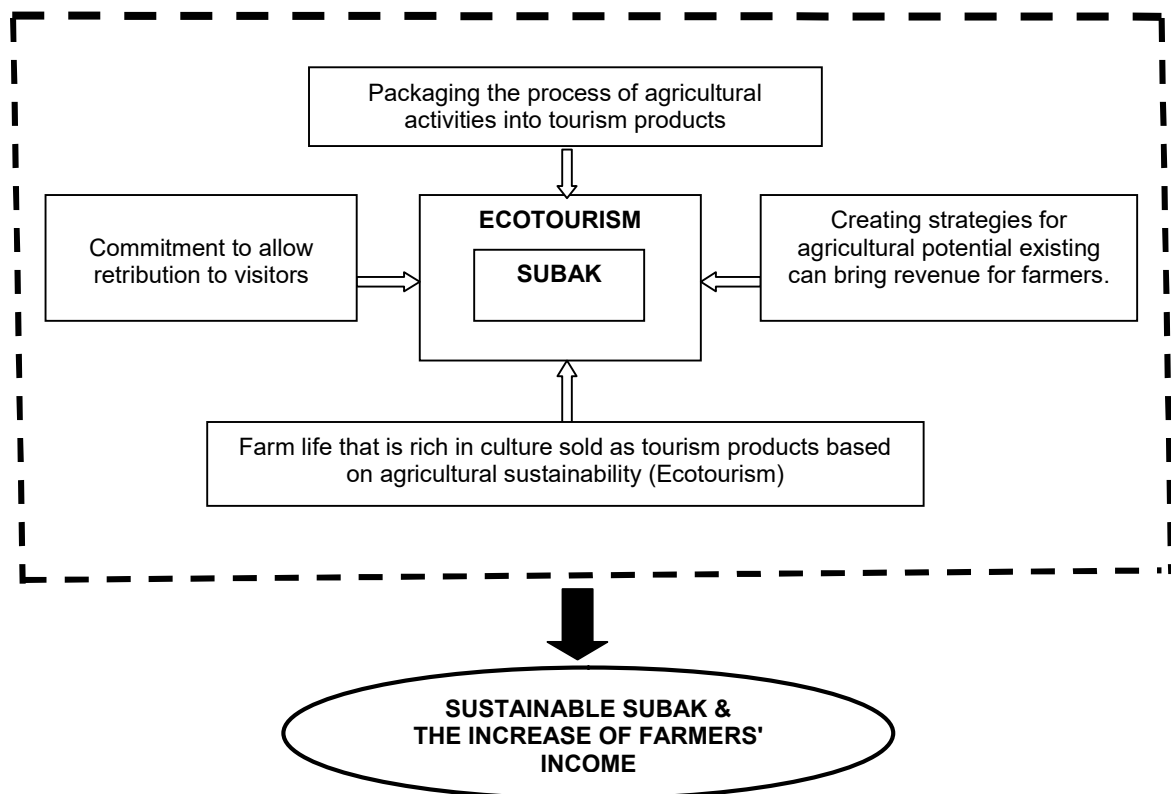 Packaging the process of agricultural
activities into tourism products
ECOTOURISM
SUBAK
Commitment to allow
retribution to visitors
Creating strategies for
agricultural potential existing
can bring revenue for farmers.
Farm life that is rich in culture sold as tourism products based
on agricultural sustainability (Ecotourism)
SUSTAINABLE SUBAK &
THE INCREASE OF FARMERS'
INCOME